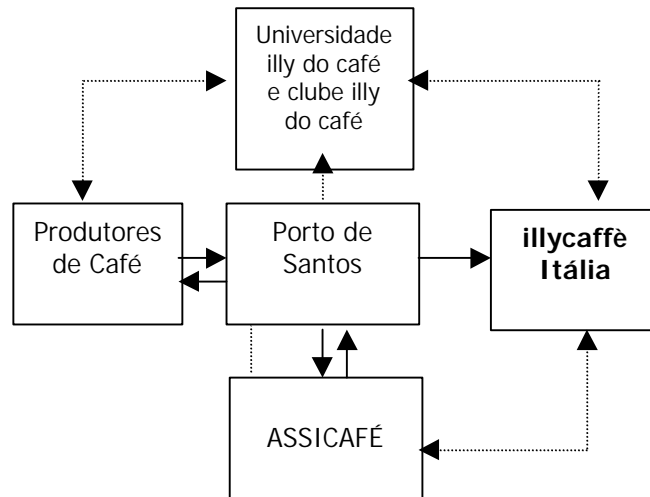 Universidade
illy do café
e clube illy
do café
Produtores
de Café
Porto de
Santos
illycaffè
Itália
ASSICAFÉ